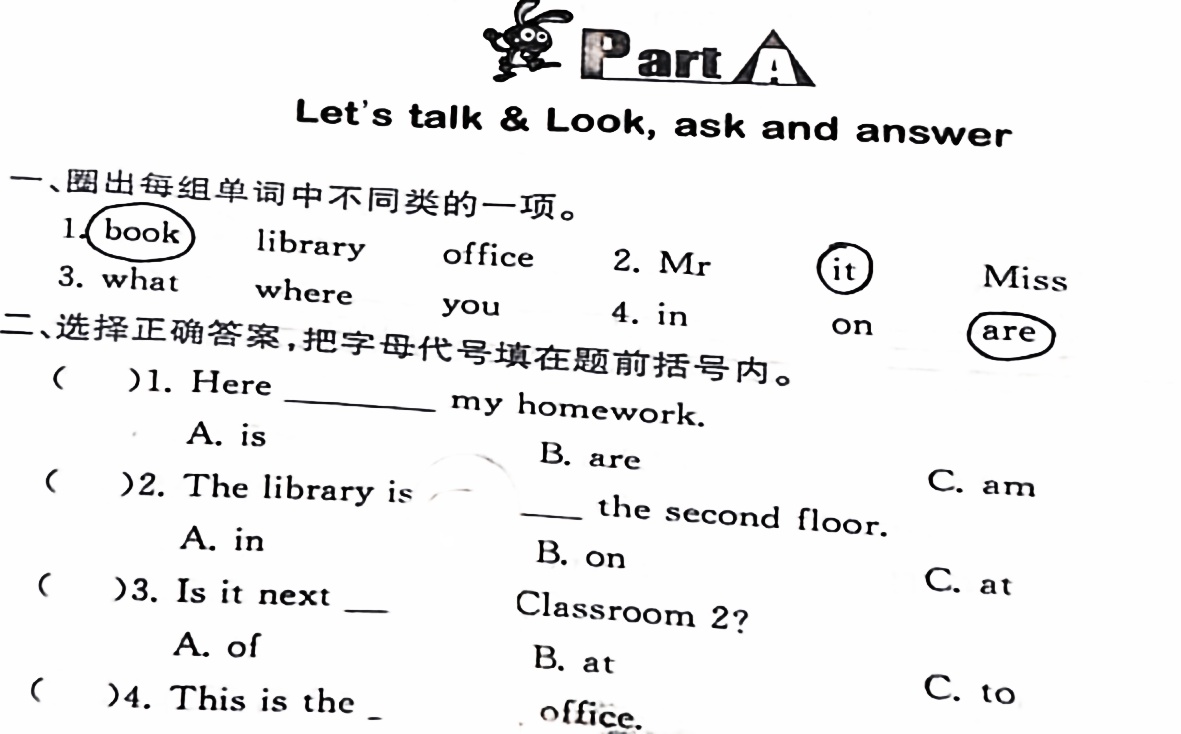 Part A
Let's talk & Look, ask and answer
一、圈出每组单词中不同类的一项。
1. book library office 2. Mr it Miss
3. what where you 4. in on are
二、选择正确答案,把字母代号填在题前括号内。
( )1. Here ________ my homework.
A. is B. are C. am
( )2. The library is ___ the second floor.
A. in B. on C. at
( )3. Is it next __ Classroom 2?
A. of B. at C. to
( )4. This is the _ office.